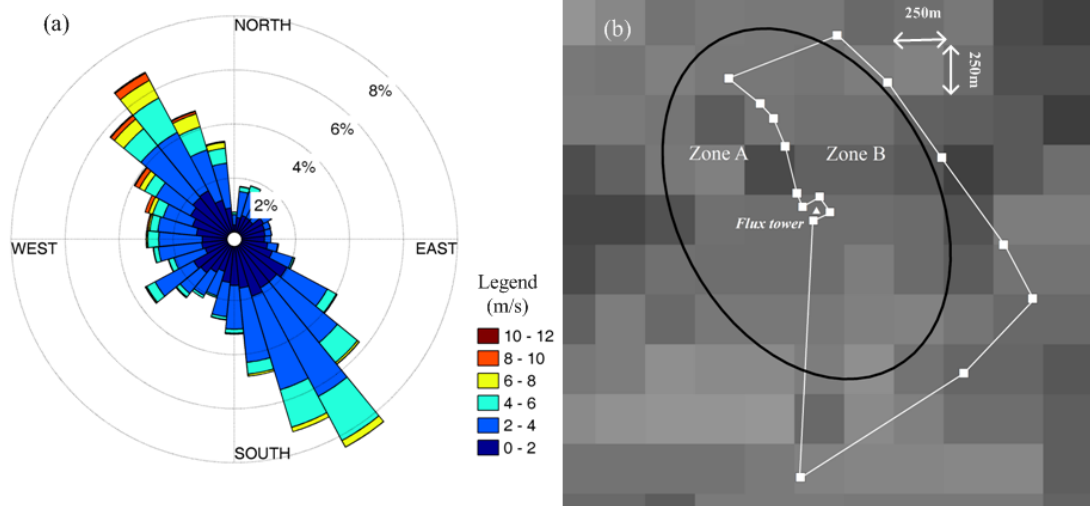 (a)
NORTH
8%
6%
4%
2%
WEST
EAST
SOUTH
Legend
(m/s)
10 - 12
8 - 10
6 - 8
4 - 6
2 - 4
0 - 2
(b)
250m
250m
Zone A
Zone B
Flux tower